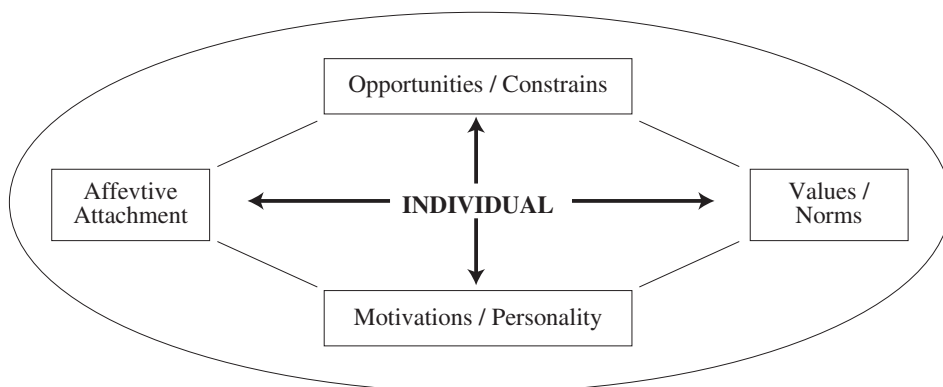 Opportunities / Constrains
Affevtive
Attachment
INDIVIDUAL
Values /
Norms
Motivations / Personality